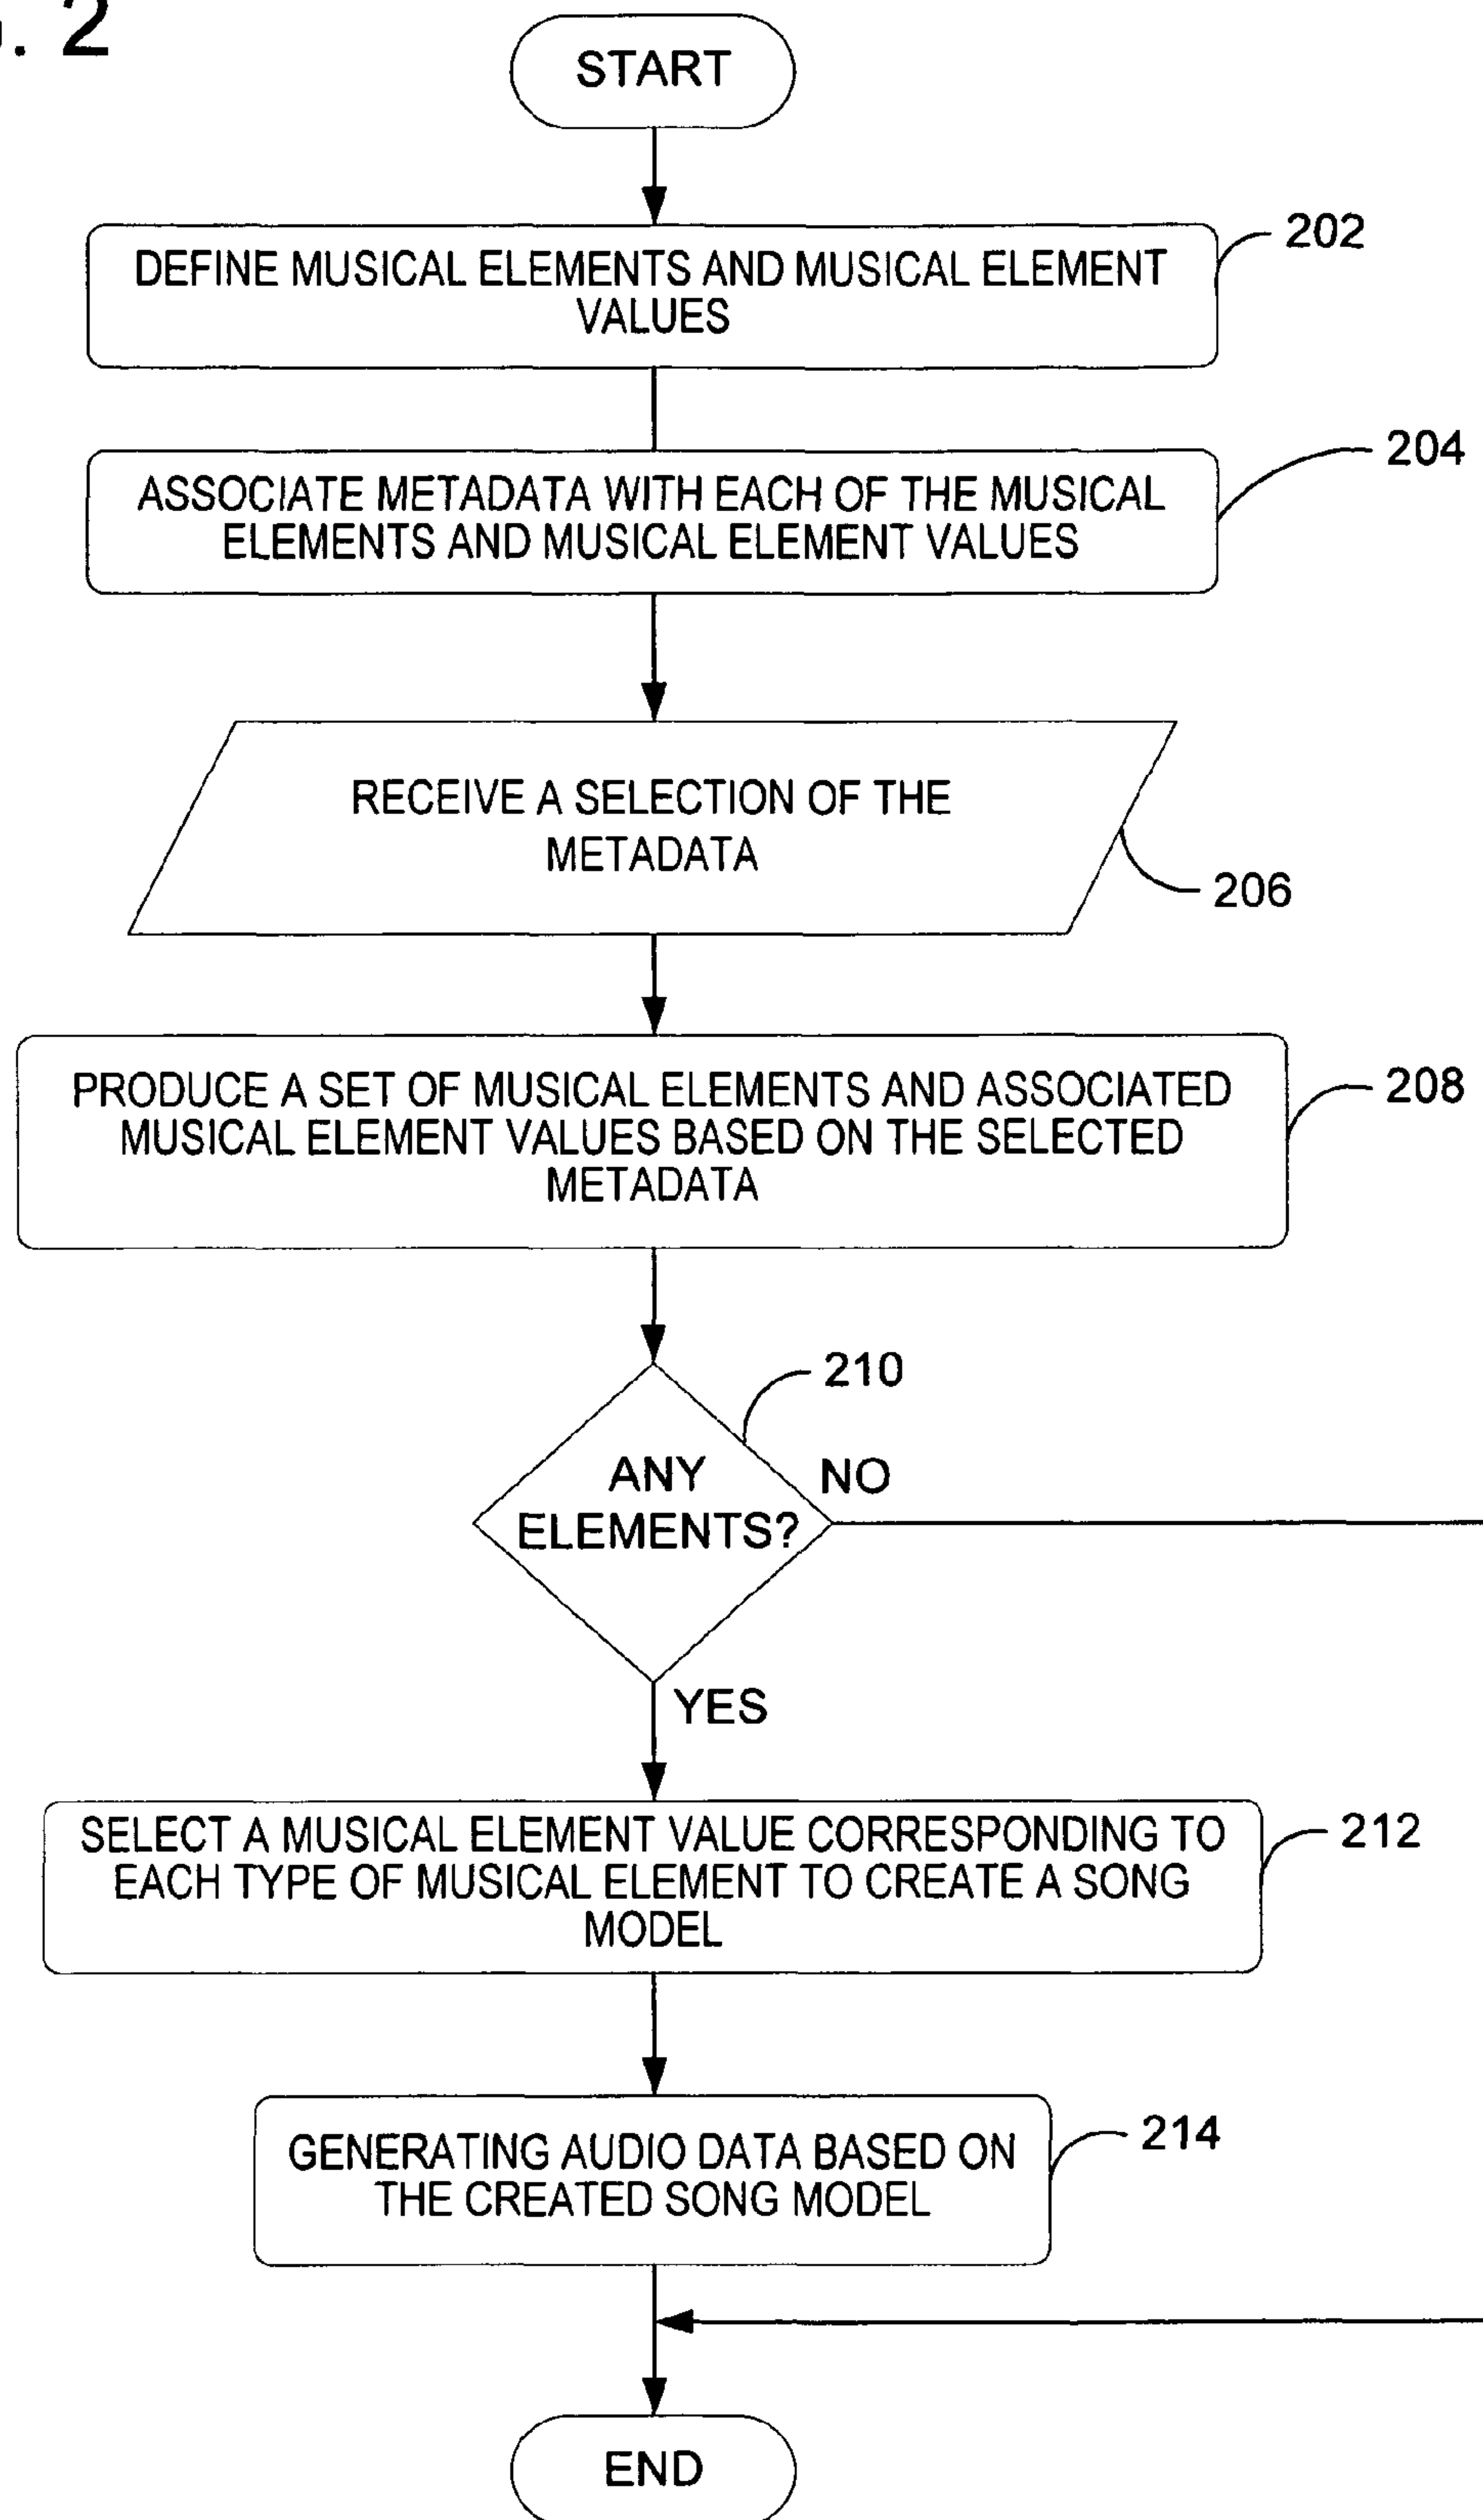 . 2
START
202
DEFINE MUSICAL ELEMENTS AND MUSICAL ELEMENT
VALUES
204
ASSOCIATE METADATA WITH EACH OF THE MUSICAL
ELEMENTS AND MUSICAL ELEMENT VALUES
RECEIVE A SELECTION OF THE
METADATA
206
PRODUCE A SET OF MUSICAL ELEMENTS AND ASSOCIATED
208
MUSICAL ELEMENT VALUES BASED ON THE SELECTED
METADATA
210
ANY
NO
ELEMENTS?
YES
SELECT A MUSICAL ELEMENT VALUE CORRESPONDING TO
212
EACH TYPE OF MUSICAL ELEMENT TO CREATE A SONG
MODEL
214
GENERATING AUDIO DATA BASED ON
THE CREATED SONG MODEL
END